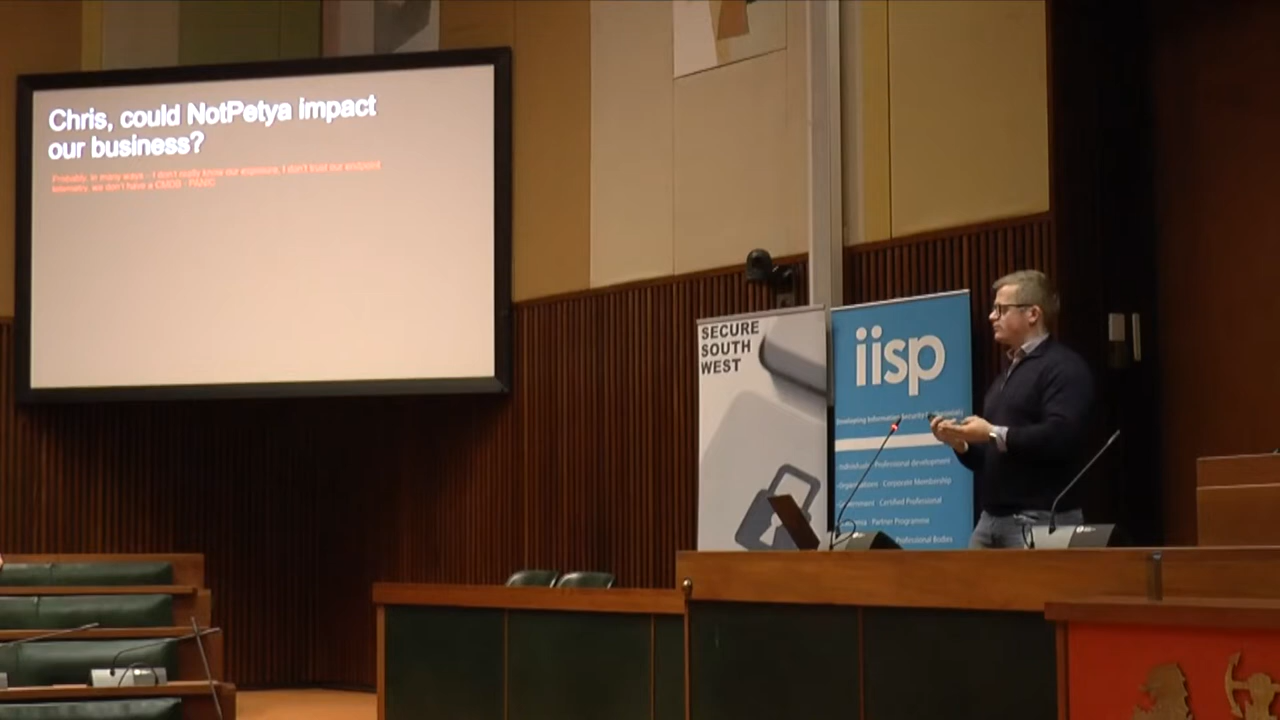 Chris, could NotPetya impact
our business?
Probably, in many ways - I don't really know our exposure, I don't trust our endpoint
telemetry, we don't have a CMDB - PANIC
SECURE
SOUTH
WEST
iisp
Developing Information Security
Individuals · Professional development
Organisations · Corporate Membership
Government · Certified Professional
· Partner Programme
Professional Bodies